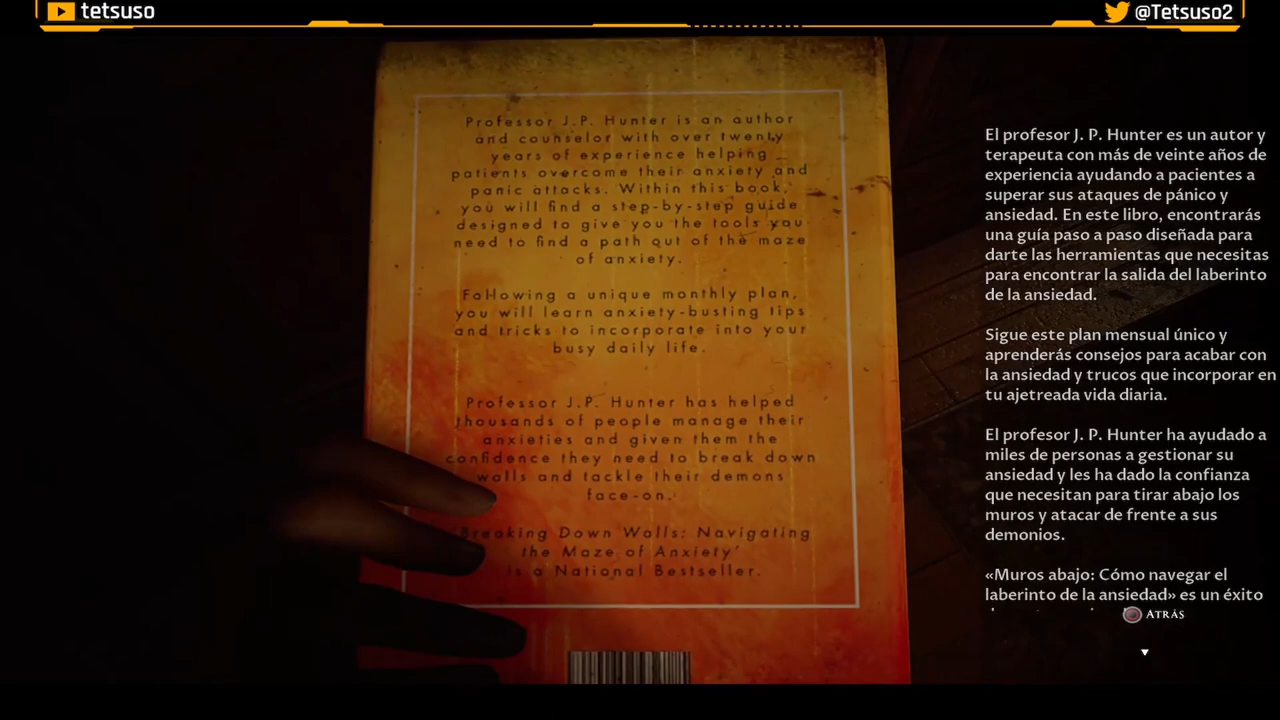 tetsuso
@Tetsuso2
Professor J.P. Hunter is an author
and counselor with over twenty
years of experience helping
patients overcome their anxiety and
panic attacks. Within this book,
you will find a step-by-step guide
designed to give you the tools you
need to find a path out of the maze
of anxiety.
Following a unique monthly plan,
you will learn anxiety-busting tips
and tricks to incorporate into your
busy daily life.
Professor J.P. Hunter has helped
thousands of people manage their
anxieties and given them the
confidence they need to break down
walls and tackle their demons
face-on.
Breaking Down Walls: Navigating
the Maze of Anxiety'
is a National Bestseller.
El profesor J. P. Hunter es un autor y
terapeuta con más de veinte años de
experiencia ayudando a pacientes a
superar sus ataques de pánico y
ansiedad. En este libro, encontrarás
una guía paso a paso diseñada para
darte las herramientas que necesitas
para encontrar la salida del laberinto
de la ansiedad.
Sigue este plan mensual único y
aprenderás consejos para acabar con
la ansiedad y trucos que incorporar en
tu ajetreada vida diaria.
El profesor J. P. Hunter ha ayudado a
miles de personas a gestionar su
ansiedad y les ha dado la confianza
que necesitan para tirar abajo los
muros y atacar de frente a sus
demonios.
«Muros abajo: Cómo navegar el
laberinto de la ansiedad» es un éxito
Atrás